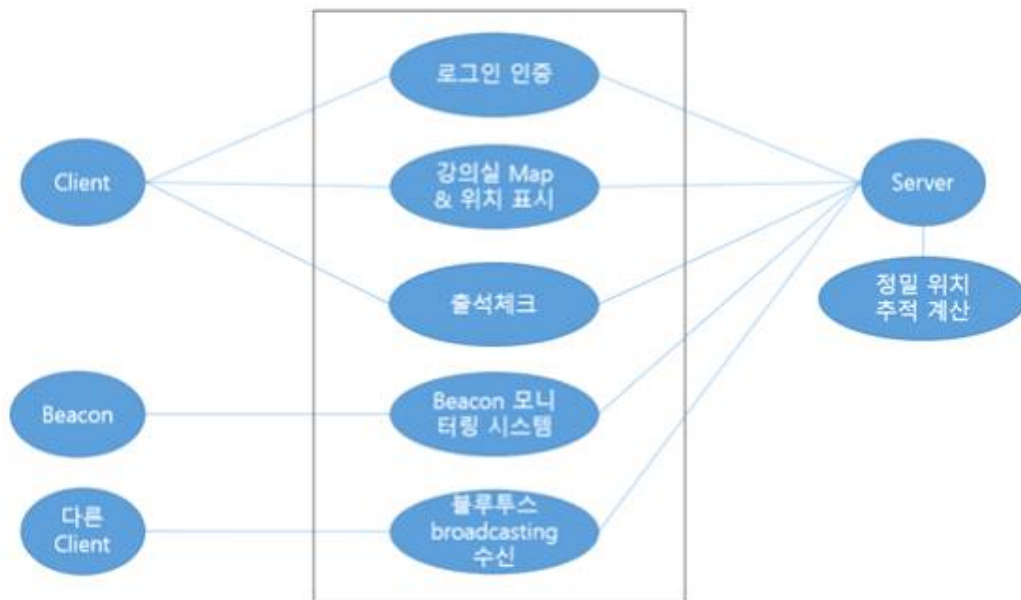 로그인 인증
Client
강의실 Map
& 위치 표시
Server
출석체크
정밀 위치
추적 계산
Beacon
Beacon 모니
터링 시스템
다른
Client
블루투스
broadcasting
수신